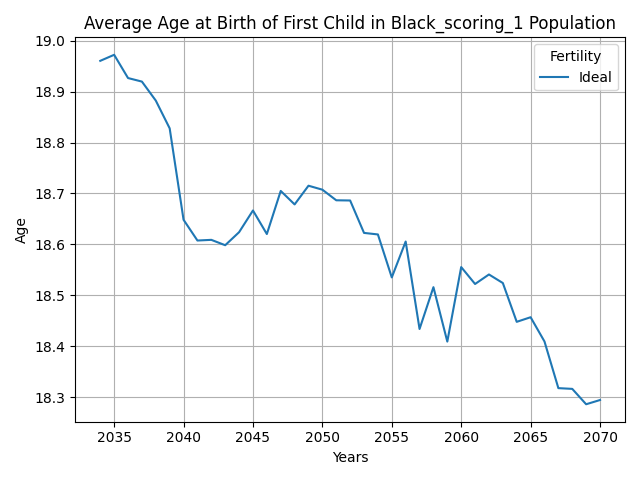 Average Age at Birth of First Child in Black_scoring_1 Population
Fertility
Ideal
19.0
18.9
18.8
18.7
18.6
18.5
18.4
18.3
Age
2035 2040 2045 2050 2055 2060 2065 2070
Years